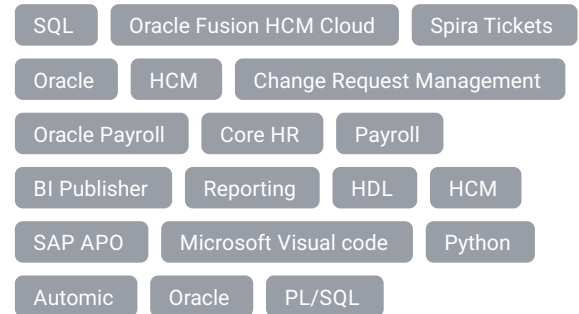 SQL Oracle Fusion HCM Cloud Spira Tickets
Oracle HCM Change Request Management
Oracle Payroll Core HR Payroll
BI Publisher Reporting HDL HCM
SAP APO Microsoft Visual code Python
Automic Oracle PL/SQL